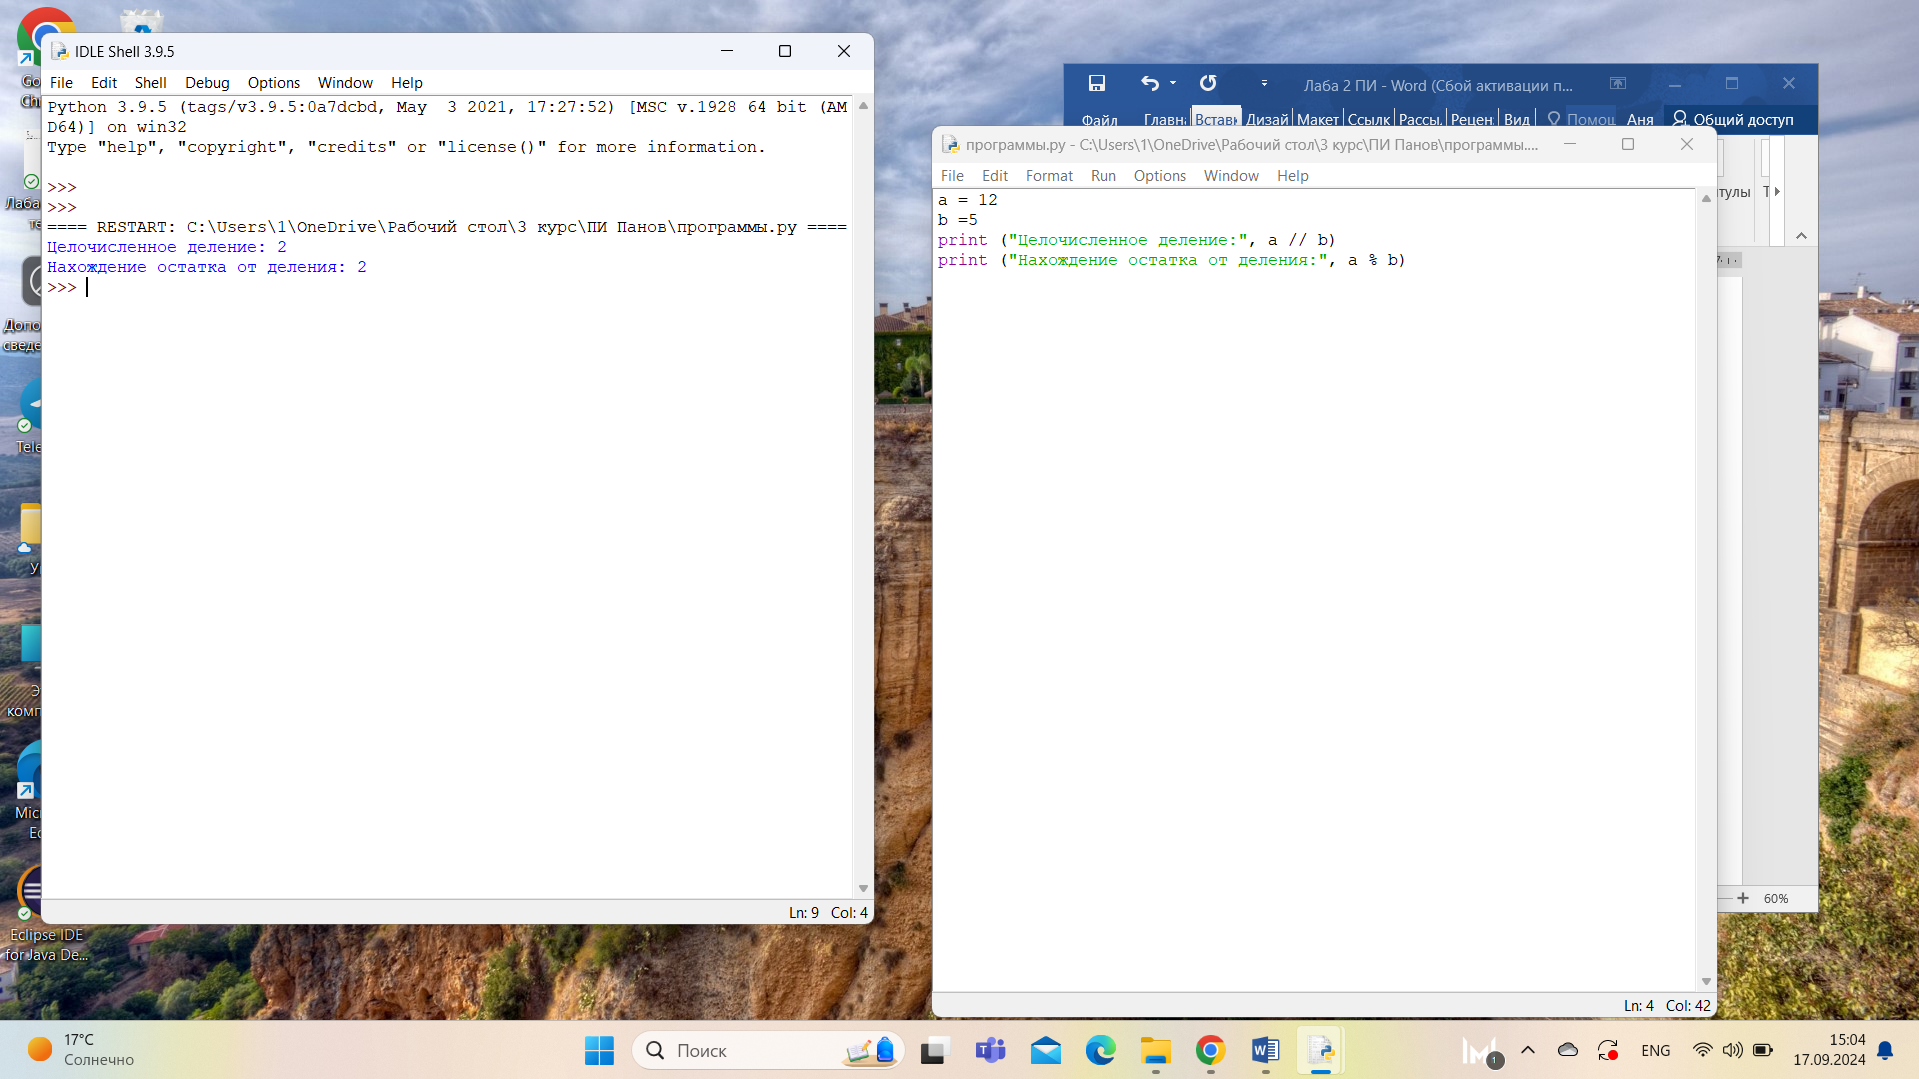 IDLE Shell 3.9.5
File Edit Shell Debug Options Window Help
Python 3.9.5 (tags/v3.9.5:0a7dcbd, May  3 2021, 17:27:52) [MSC v.1928 64 bit (AM
D64)] on win32
Type "help", "copyright", "credits" or "license()" for more information.
>>>
>>>
==== RESTART: C:\Users\1\OneDrive\Рабочий стол\3 курс\ПИ Панов\программы.py ====
Целочисленное деление: 2
Нахождение остатка от деления: 2
>>>
Ln: 9 Col: 4
Лаба 2 ПИ - Word (Сбой активации п...
Файл Главн Вставк Дизай Макет Ссылк Рассы. Рецен Вид Помощ Аня Общий доступ
тулы
60%
программы.py - C:\Users\1\OneDrive\Рабочий стол\3 курс\ПИ Панов\программы....
File Edit Format Run Options Window Help
a = 12
b =5
print ("Целочисленное деление:", a // b)
print ("Нахождение остатка от деления:", a % b)
Ln: 4 Col: 42
Go
Ch
Лаба
те
Допо
сведе
Tele
У
Э
комп
Mic
Ec
Eclipse IDE
for Java De...
17°C
Солнечно
Поиск
1
ENG
15:04
17.09.2024